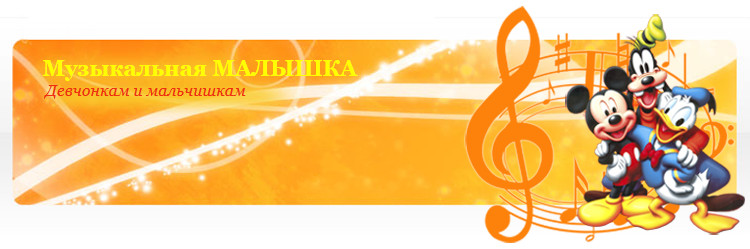 Музыкальная МАЛЫШКА
Девчонкам и мальчишкам